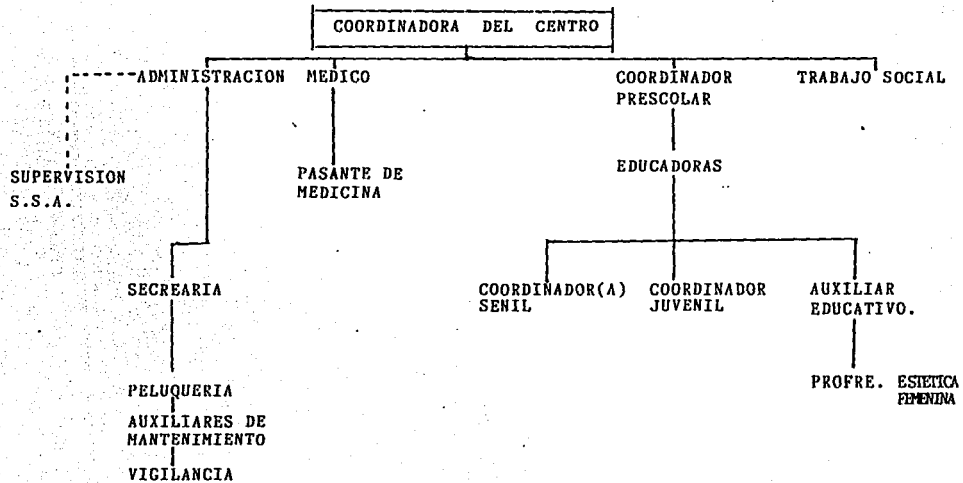 COORDINADORA DEL CENTRO
ADMINISTRACION
MEDICO
COORDINADOR
PRESCOLAR
TRABAJO SOCIAL
SUPERVISION
S.S.A.
PASANTE DE
MEDICINA
EDUCADORAS
SECREARIA
COORDINADOR(A)
SENIL
COORDINADOR
JUVENIL
AUXILIAR
EDUCATIVO.
PELUQUERIA
AUXILIARES DE
MANTENIMIENTO
VIGILANCIA
PROFRE. ESTETICA
FEMENINA